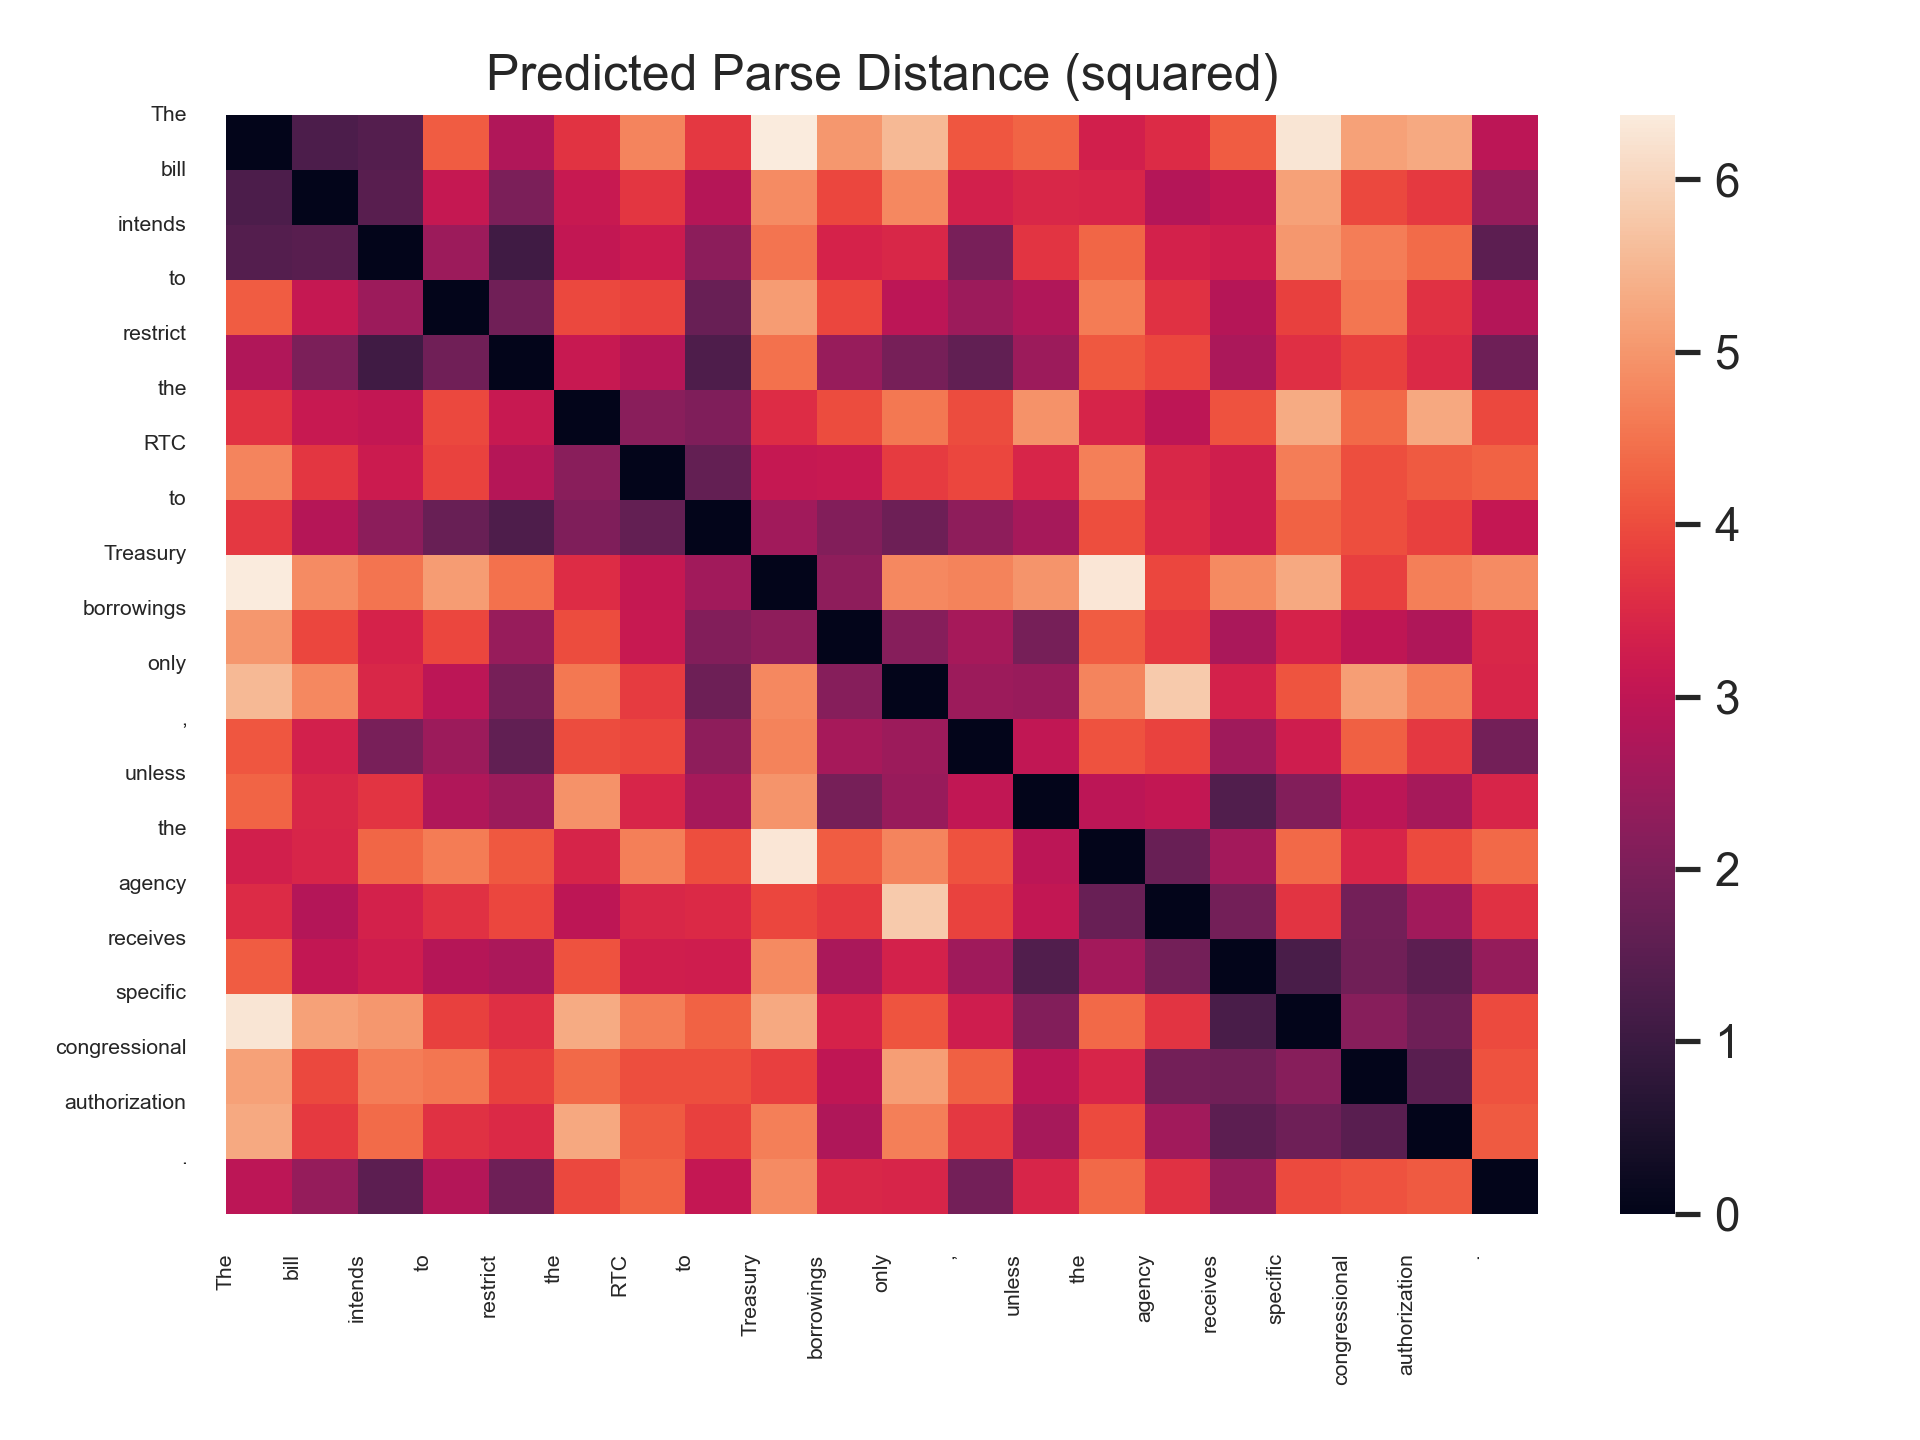 Predicted Parse Distance (squared)
The
bill
intends
to
restrict
the
RTC
to
Treasury
borrowings
only
,
unless
the
agency
receives
specific
congressional
authorization
.
6
5
4
3
2
1
0
The
bill
intends
to
restrict
the
RTC
to
Treasury
borrowings
only
,
unless
the
agency
receives
specific
congressional
authorization
.